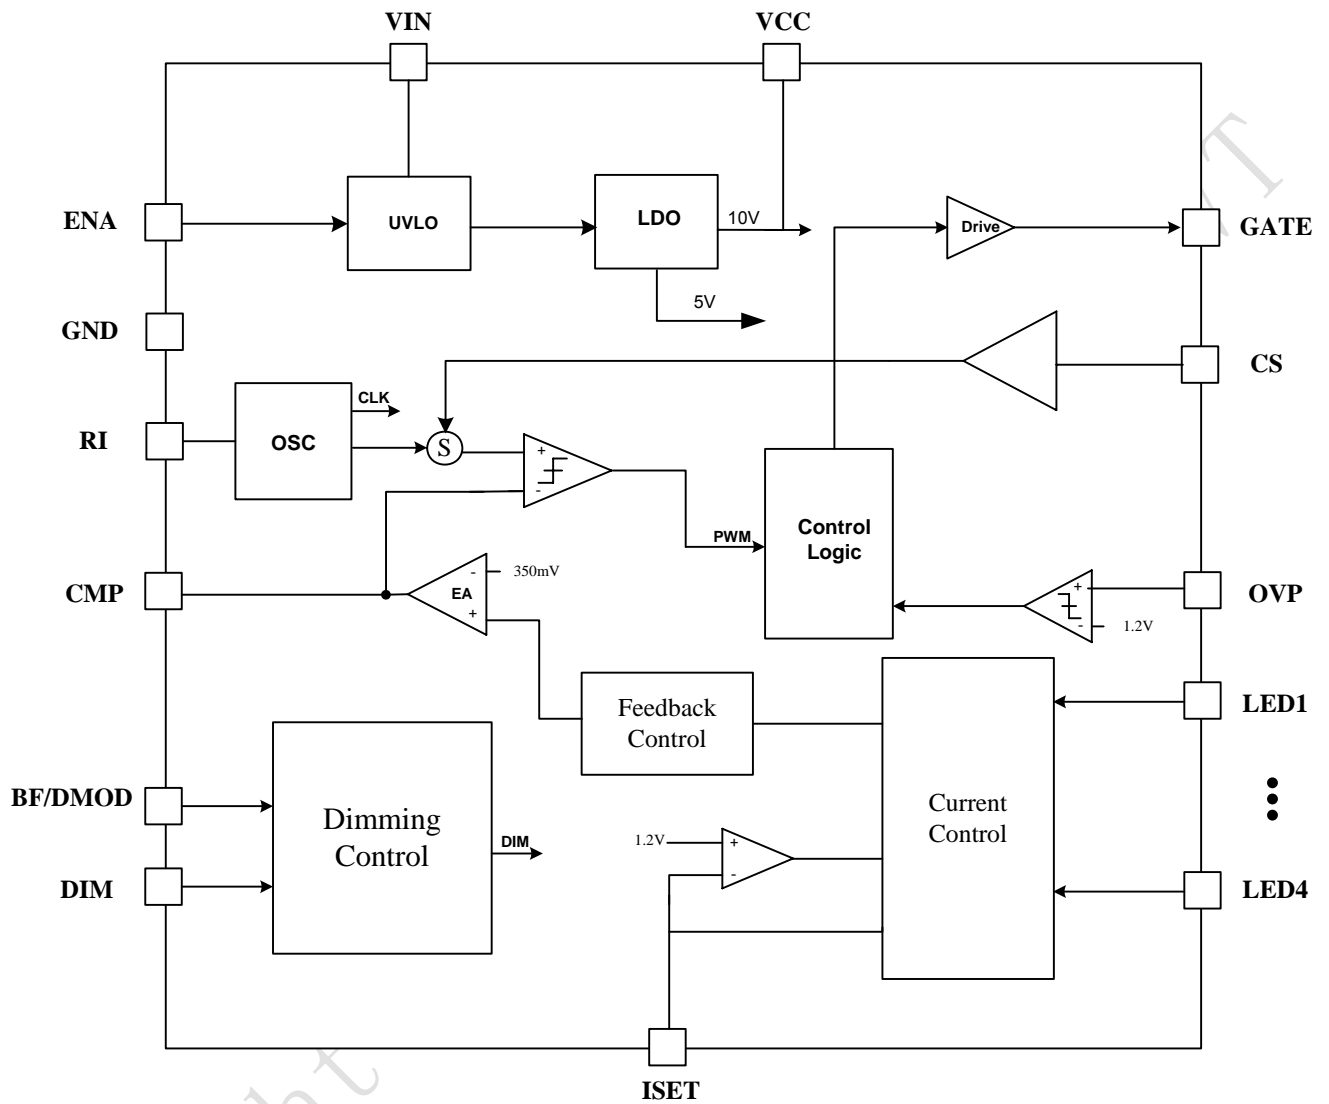 VIN
VCC
ENA
UVLO
LDO
10V
5V
Drive
GATE
GND
CS
RI
OSC
CLK
S
+
-
PWM
Control
Logic
CMP
EA
-
+
350mV
OVP
+
-
1.2V
Feedback
Control
LED1
BF/DMOD
Dimming
Control
DIM
DIM
1.2V
+
-
Current
Control
LED4
ISET